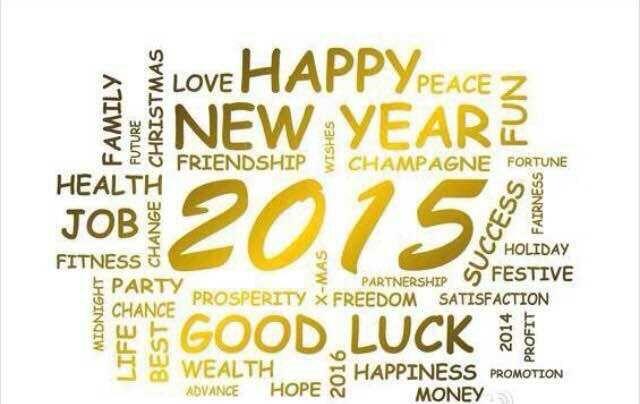 LOVE HAPPY PEACE
NEW YEAR
FAMILY
FUTURE
CHRISTMAS
WISHES
FUN
FRIENDSHIP
CHAMPAGNE
FORTUNE
HEALTH
JOB
FITNESS
CHANGE
2015
SUCCESS
FAIRNESS
HOLIDAY
FESTIVE
PARTNERSHIP
X-MAS
MIDNIGHT
PARTY
CHANCE
PROSPERITY
FREEDOM
SATISFACTION
LIFE
BEST
GOOD LUCK
2014
PROFIT
WEALTH
2016
HAPPINESS
PROMOTION
ADVANCE
HOPE
MONEY